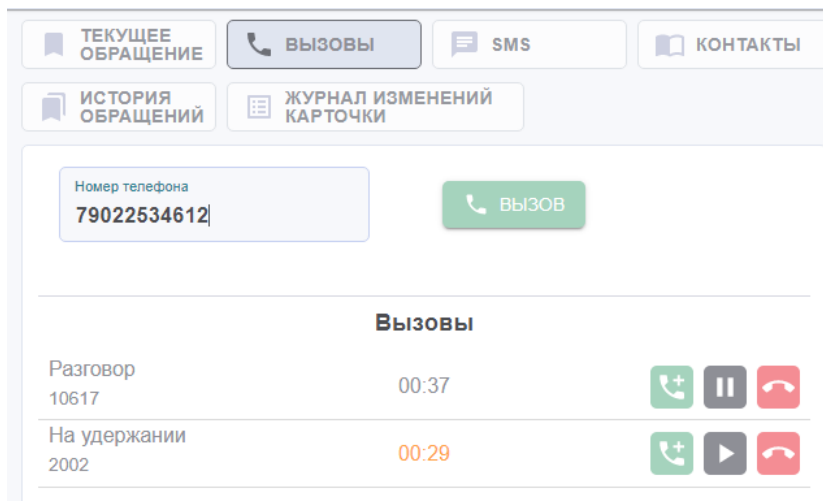 ТЕКУЩЕЕ
ОБРАЩЕНИЕ
ВЫЗОВЫ
SMS
КОНТАКТЫ
ИСТОРИЯ
ОБРАЩЕНИЙ
ЖУРНАЛ ИЗМЕНЕНИЙ
КАРТОЧКИ
Номер телефона
79022534612
ВЫЗОВ
Вызовы
Разговор
10617
00:37
На удержании
2002
00:29